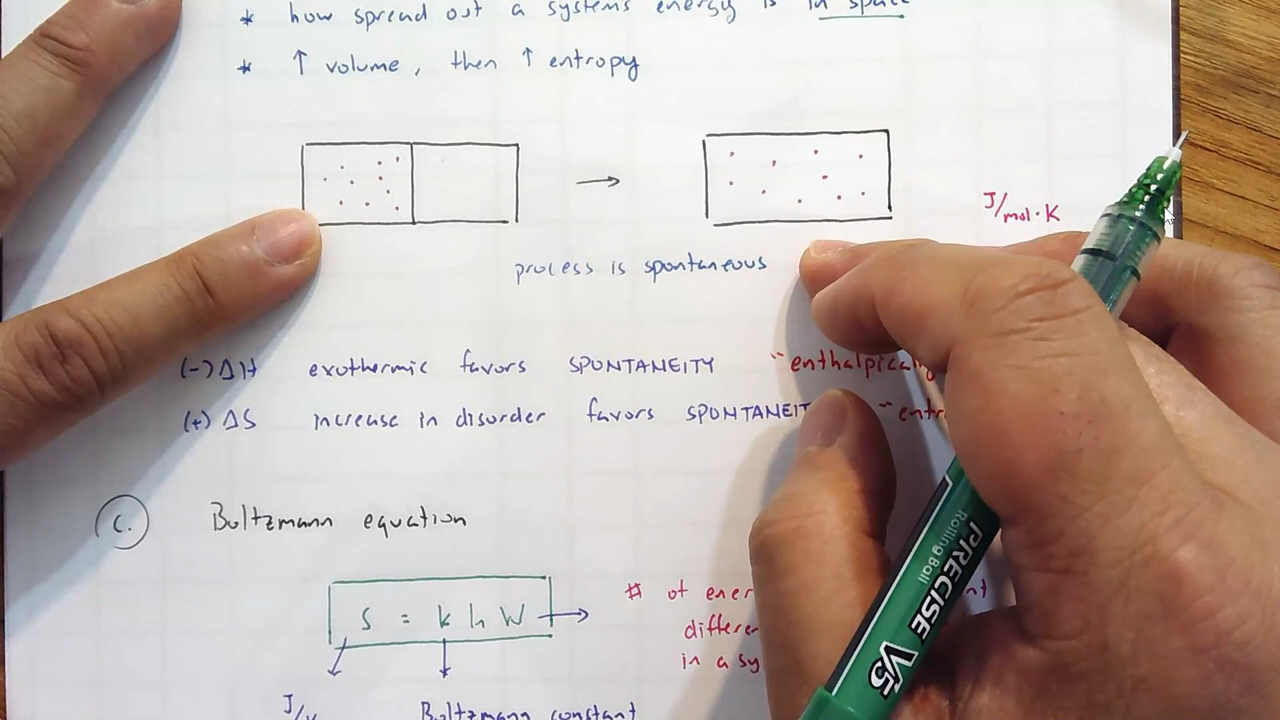 * how spread out a systems energy is in space
* ↑ volume, then ↑ entropy
→
J/mol·K
process is spontaneous
(-) ΔH exothermic favors SPONTANEITY "enthalpically
(+) ΔS increase in disorder favors SPONTANEIT "entr
C. Boltzmann equation
S = k ln W → # of ener
differen
in a sy
J/K Boltzmann constant
PRECISE V5
Rolling Ball